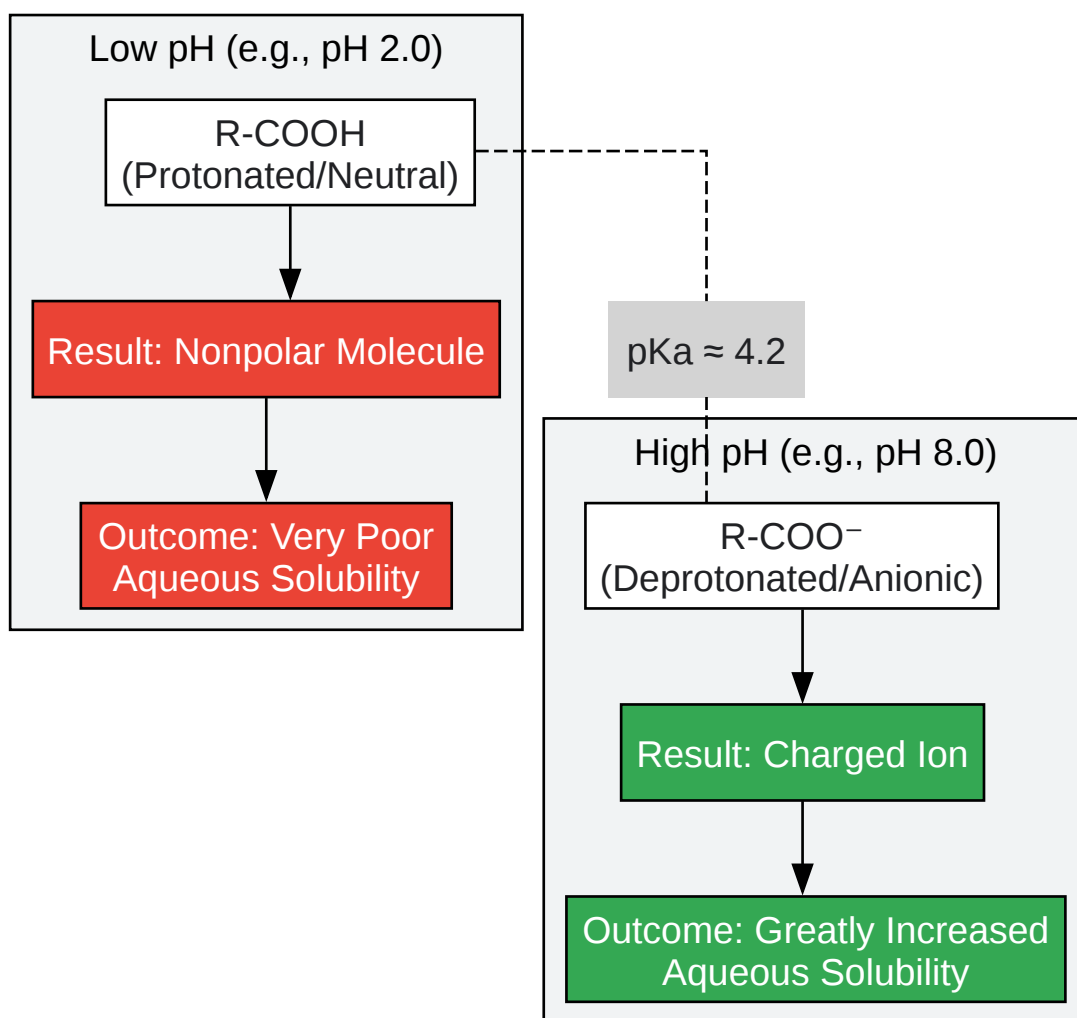 Low pH (e.g., pH 2.0)
R-COOH
(Protonated/Neutral)
Result: Nonpolar Molecule
Outcome: Very Poor
Aqueous Solubility
pKa ≈ 4.2
High pH (e.g., pH 8.0)
R-COO⁻
(Deprotonated/Anionic)
Result: Charged Ion
Outcome: Greatly Increased
Aqueous Solubility